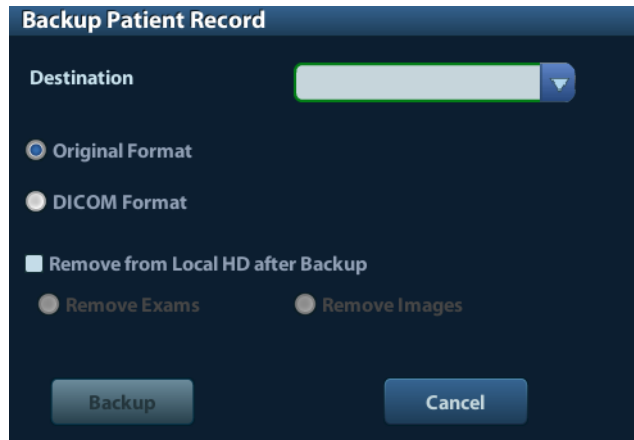 Backup Patient Record
Destination
Original Format
DICOM Format
Remove from Local HD after Backup
Remove Exams Remove Images
Backup Cancel